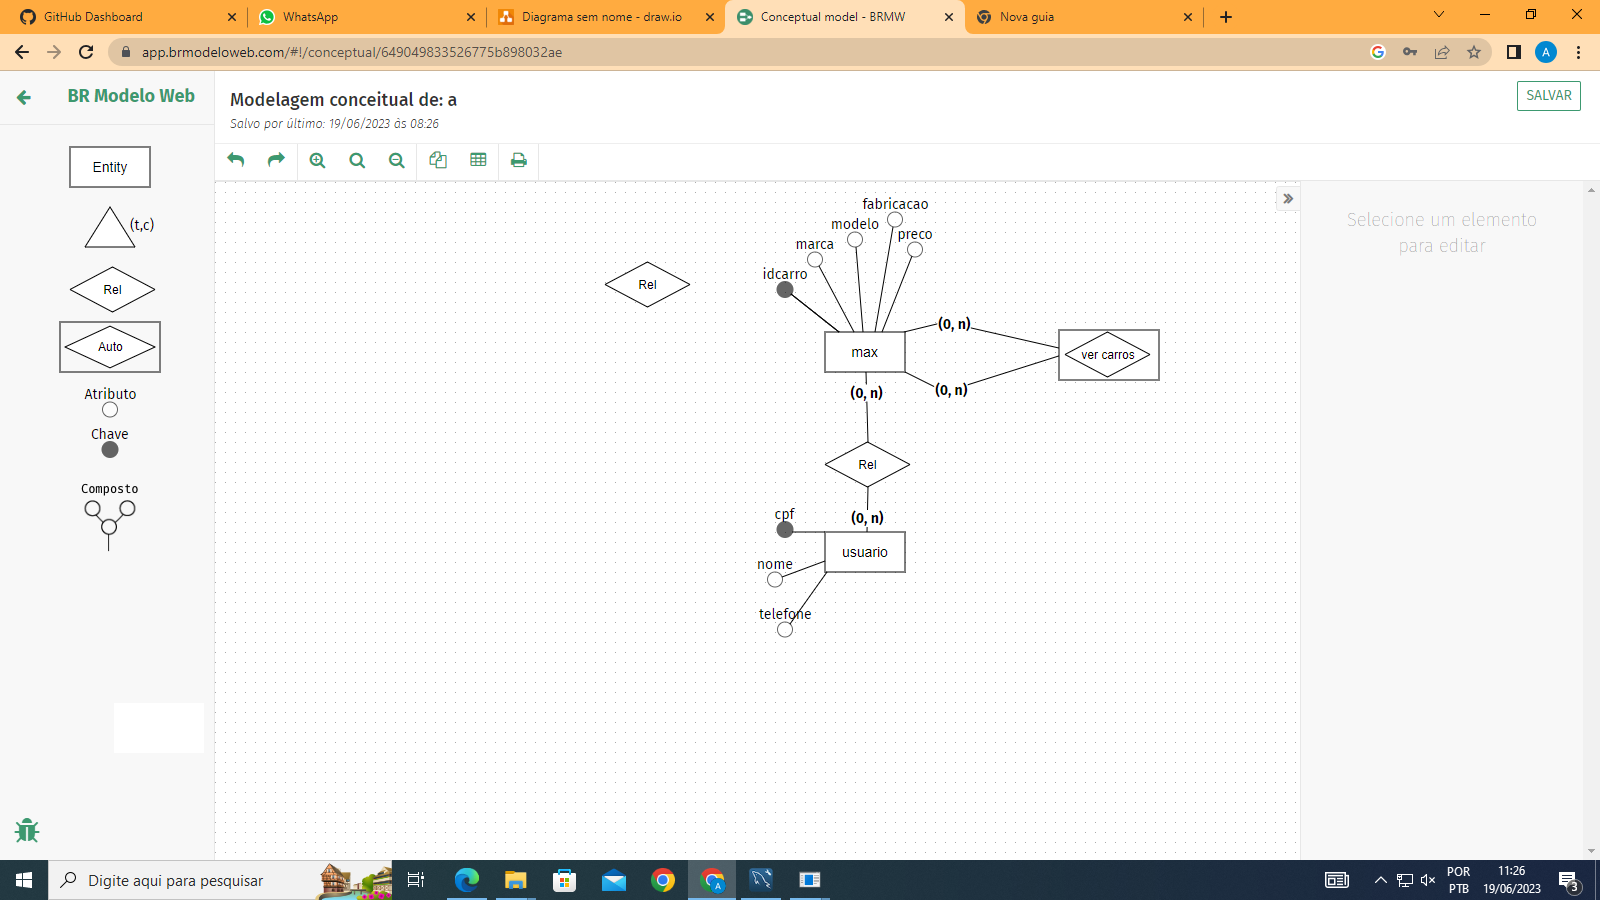 GitHub Dashboard
WhatsApp
Diagrama sem nome - draw.io
Conceptual model - BRMW
Nova guia
app.brmodeloweb.com/#!/conceptual/649049833526775b898032ae
A
BR Modelo Web
Modelagem conceitual de: a
Salvo por último: 19/06/2023 às 08:26
SALVAR
Entity
(t,c)
Rel
Auto
Atributo
Chave
Composto
Selecione um elemento
para editar
fabricacao
modelo
preco
marca
idcarro
Rel
(0, n)
max
ver carros
(0, n)
(0, n)
Rel
cpf
(0, n)
usuario
nome
telefone
Digite aqui para pesquisar
A
POR
PTB
11:26
19/06/2023
3